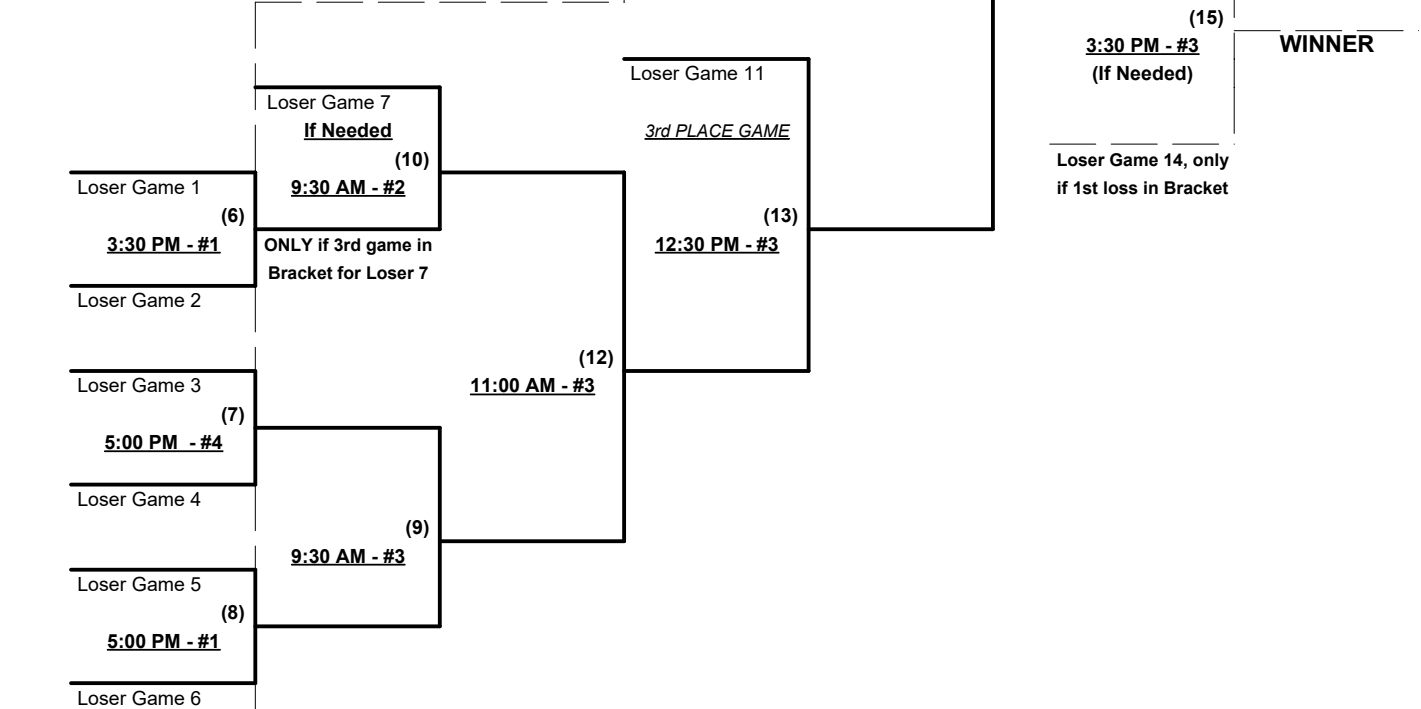 (15)
3:30 PM - #3
WINNER
(If Needed)
Loser Game 11
Loser Game 7
If Needed
3rd PLACE GAME
(10)
Loser Game 14, only
if 1st loss in Bracket
Loser Game 1
9:30 AM - #2
(6)
(13)
3:30 PM - #1
ONLY if 3rd game in
Bracket for Loser 7
12:30 PM - #3
Loser Game 2
(12)
Loser Game 3
11:00 AM - #3
(7)
5:00 PM  - #4
Loser Game 4
(9)
9:30 AM - #3
Loser Game 5
(8)
5:00 PM - #1
Loser Game 6